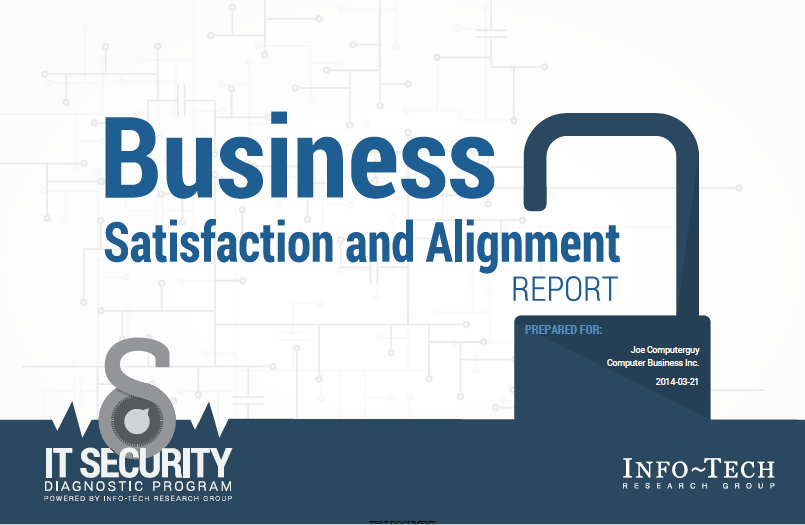 Business
Satisfaction and Alignment
REPORT
PREPARED FOR:
Joe Computerguy
Computer Business Inc.
2014-03-21
IT SECURITY
DIAGNOSTIC PROGRAM
POWERED BY INFO-TECH RESEARCH GROUP
INFO~TECH
RESEARCH GROUP